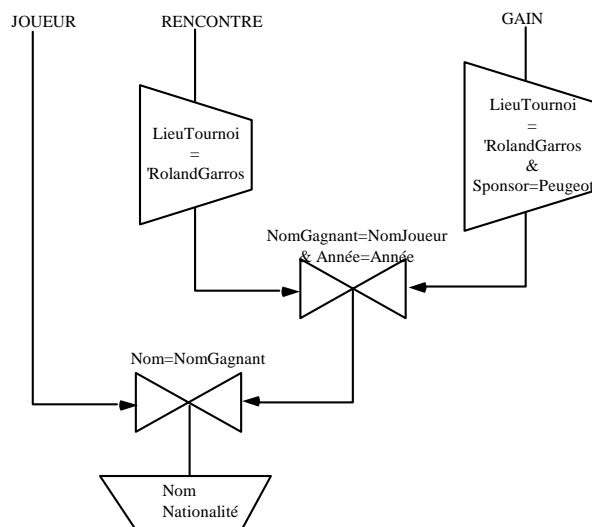 JOUEUR
RENCONTRE
GAIN
LieuTournoi
=
'RolandGarros
LieuTournoi
=
'RolandGarros
&
Sponsor=Peugeot
NomGagnant=NomJoueur
& Année=Année
Nom=NomGagnant
Nom
Nationalité